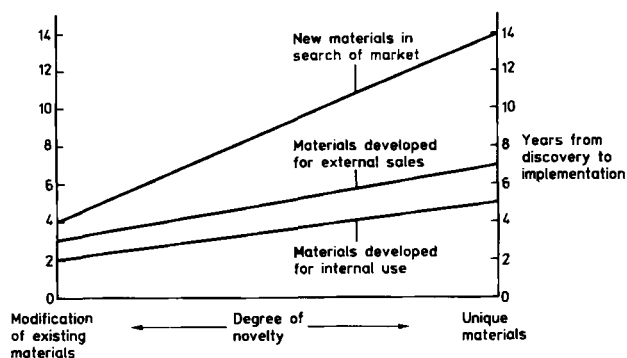 14
12
10
8
6
4
2
0
New materials in
search of market
Materials developed
for external sales
Materials developed
for internal use
14
12
10
8
6
4
2
0
Years from
discovery to
implementation
Modification
of existing
materials
Degree of
novelty
Unique
materials